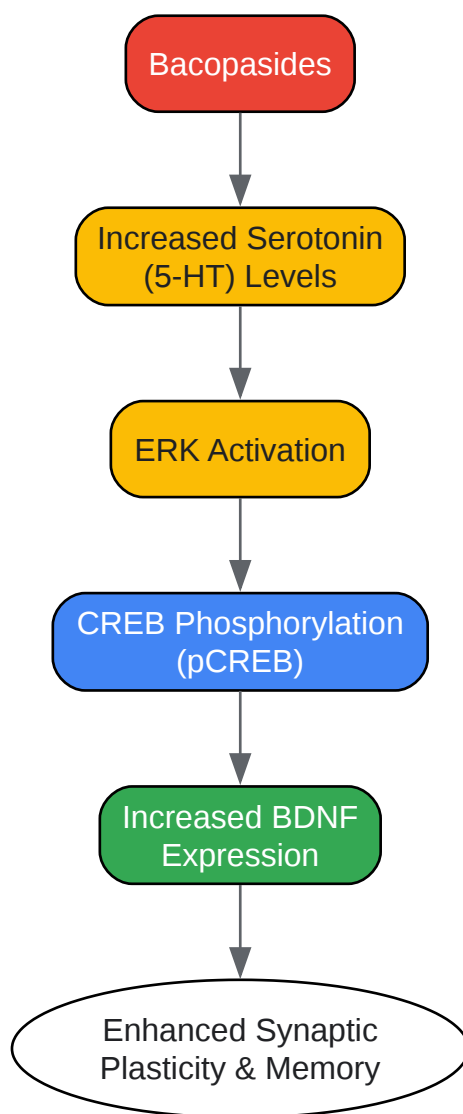 Bacopasides
Increased Serotonin
(5-HT) Levels
ERK Activation
CREB Phosphorylation
(pCREB)
Increased BDNF
Expression
Enhanced Synaptic
Plasticity & Memory